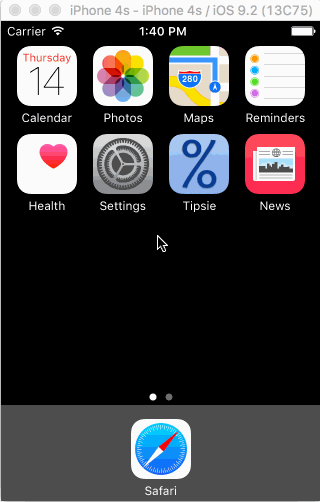 iPhone 4s - iPhone 4s / iOS 9.2 (13C75)
Carrier 1:40 PM
Thursday
14
280
Calendar Photos Maps Reminders
%
Health Settings Tipsie News
Safari